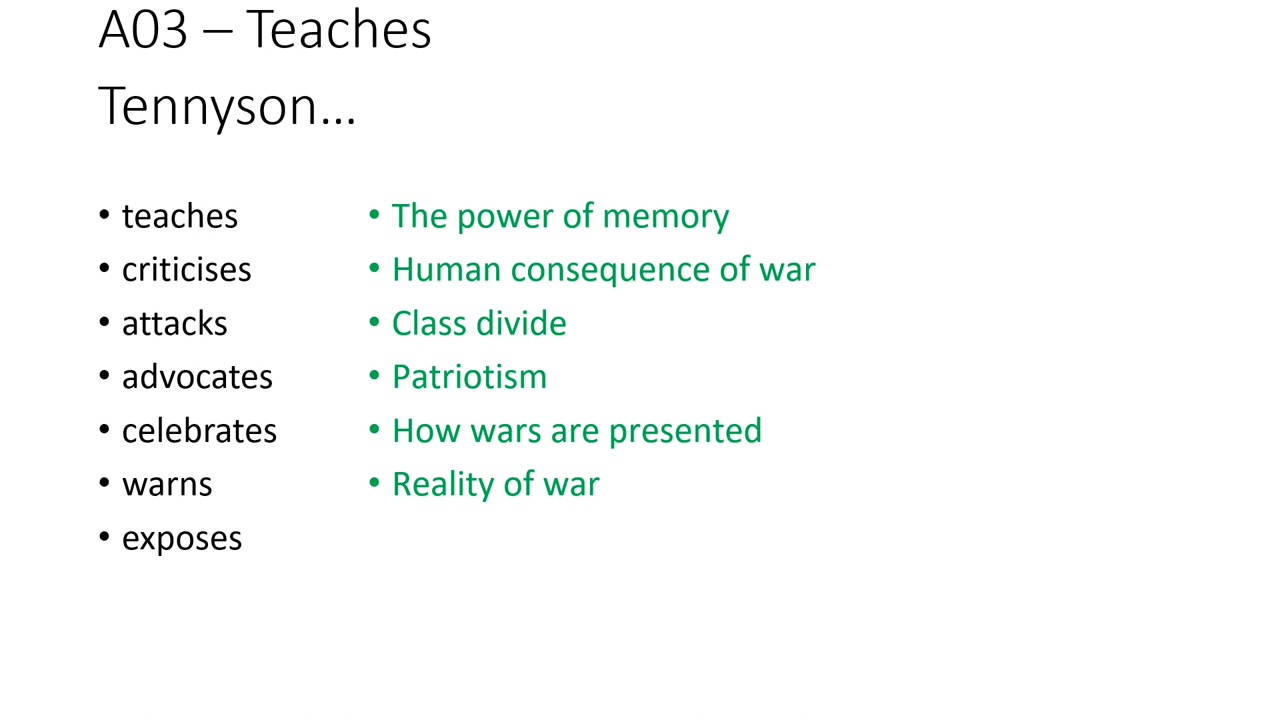 A03 – Teaches
Tennyson…
• teaches
• criticises
• attacks
• advocates
• celebrates
• warns
• exposes
• The power of memory
• Human consequence of war
• Class divide
• Patriotism
• How wars are presented
• Reality of war